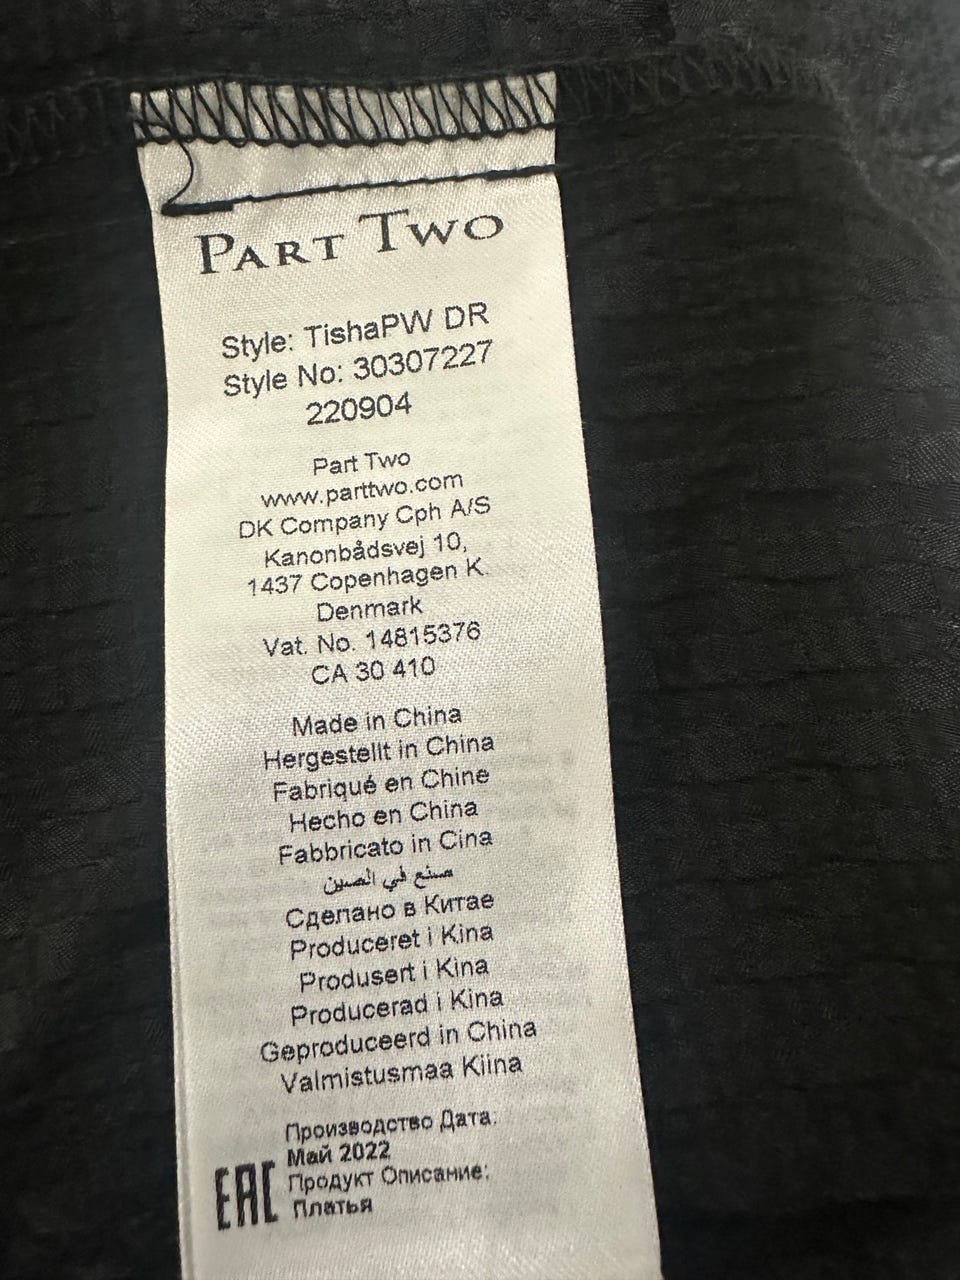 PART TWO
Style: TishaPW DR
Style No: 30307227
220904
Part Two
www.parttwo.com
DK Company Cph A/S
Kanonbådsvej 10,
1437 Copenhagen K.
Denmark
Vat. No. 14815376
CA 30 410
Made in China
Hergestellt in China
Fabriqué en Chine
Hecho en China
Fabbricato in Cina
صنع في الصين
Сделано в Китае
Produceret i Kina
Produsert i Kina
Producerad i Kina
Geproduceerd in China
Valmistusmaa Kiina
Производство Дата:
Май 2022
Продукт Описание:
Платья
EAC